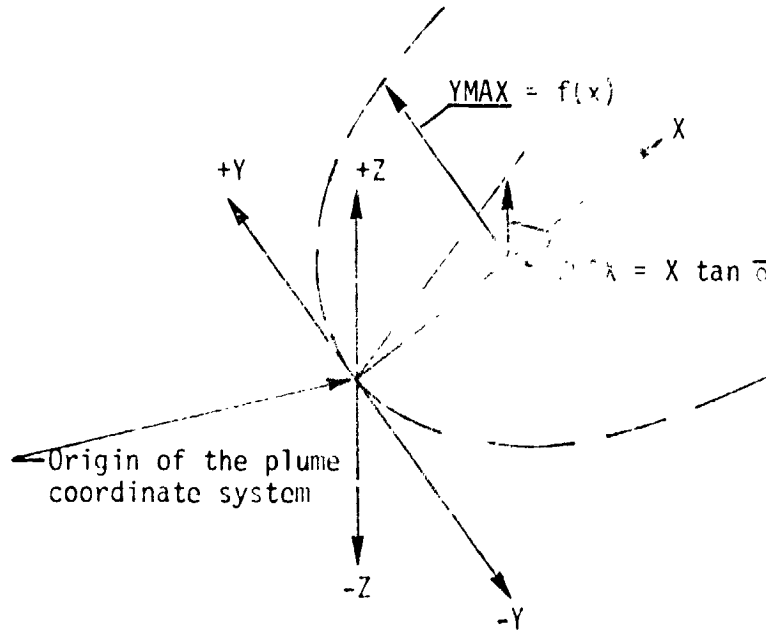 YMAX = f(x)
X
+Y
+Z
= X tan
Origin of the plume
coordinate system
-Z
-Y